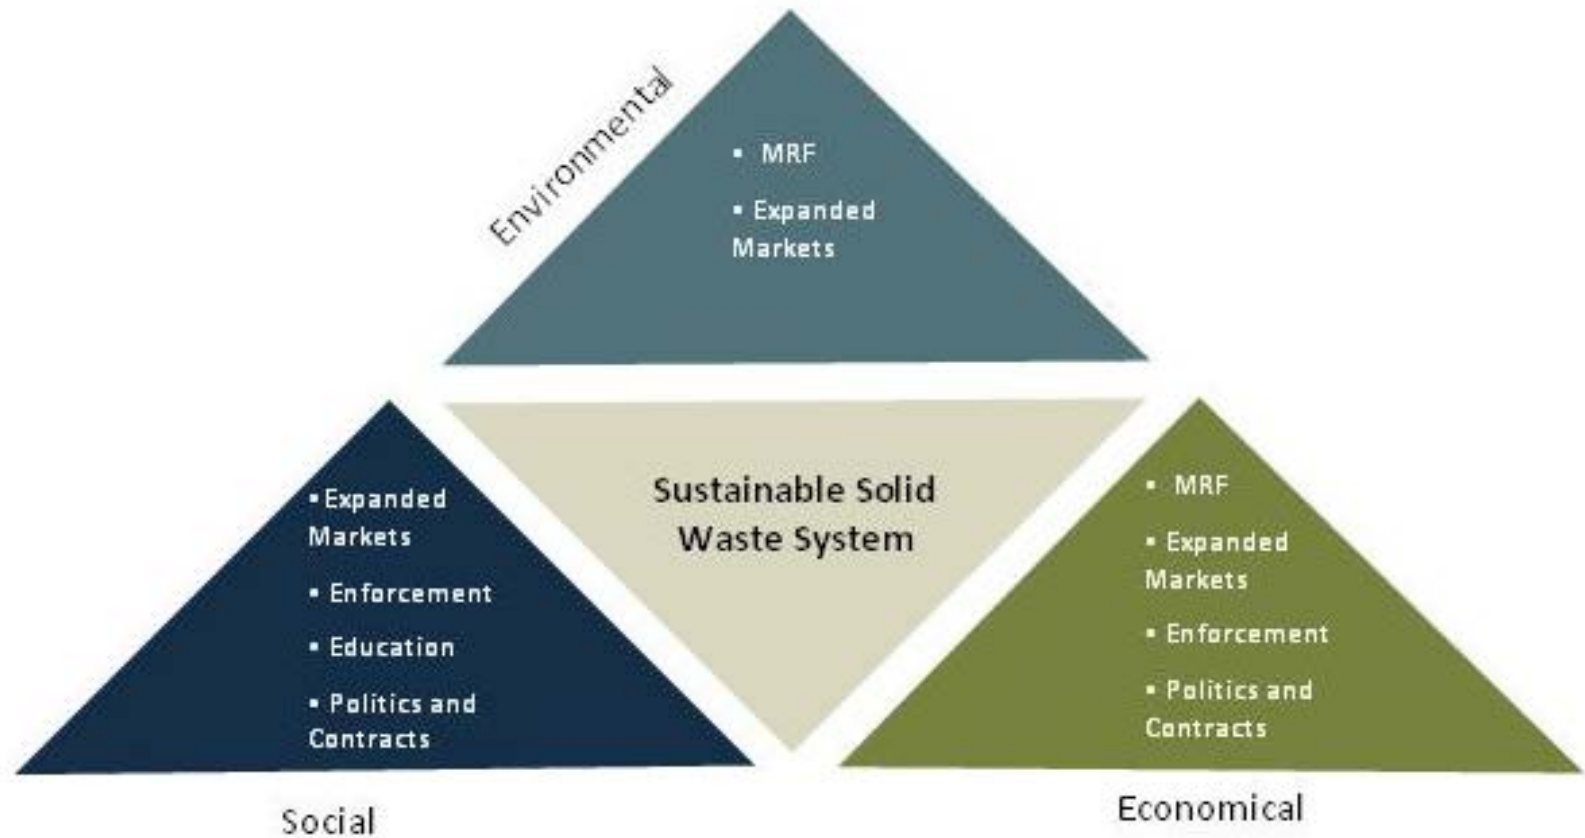 Environmental
▪ MRF
▪ Expanded
Markets
Sustainable Solid
Waste System
▪Expanded
Markets
▪ Enforcement
▪ Education
▪ Politics and
Contracts
Social
▪ MRF
▪ Expanded
Markets
▪ Enforcement
▪ Politics and
Contracts
Economical